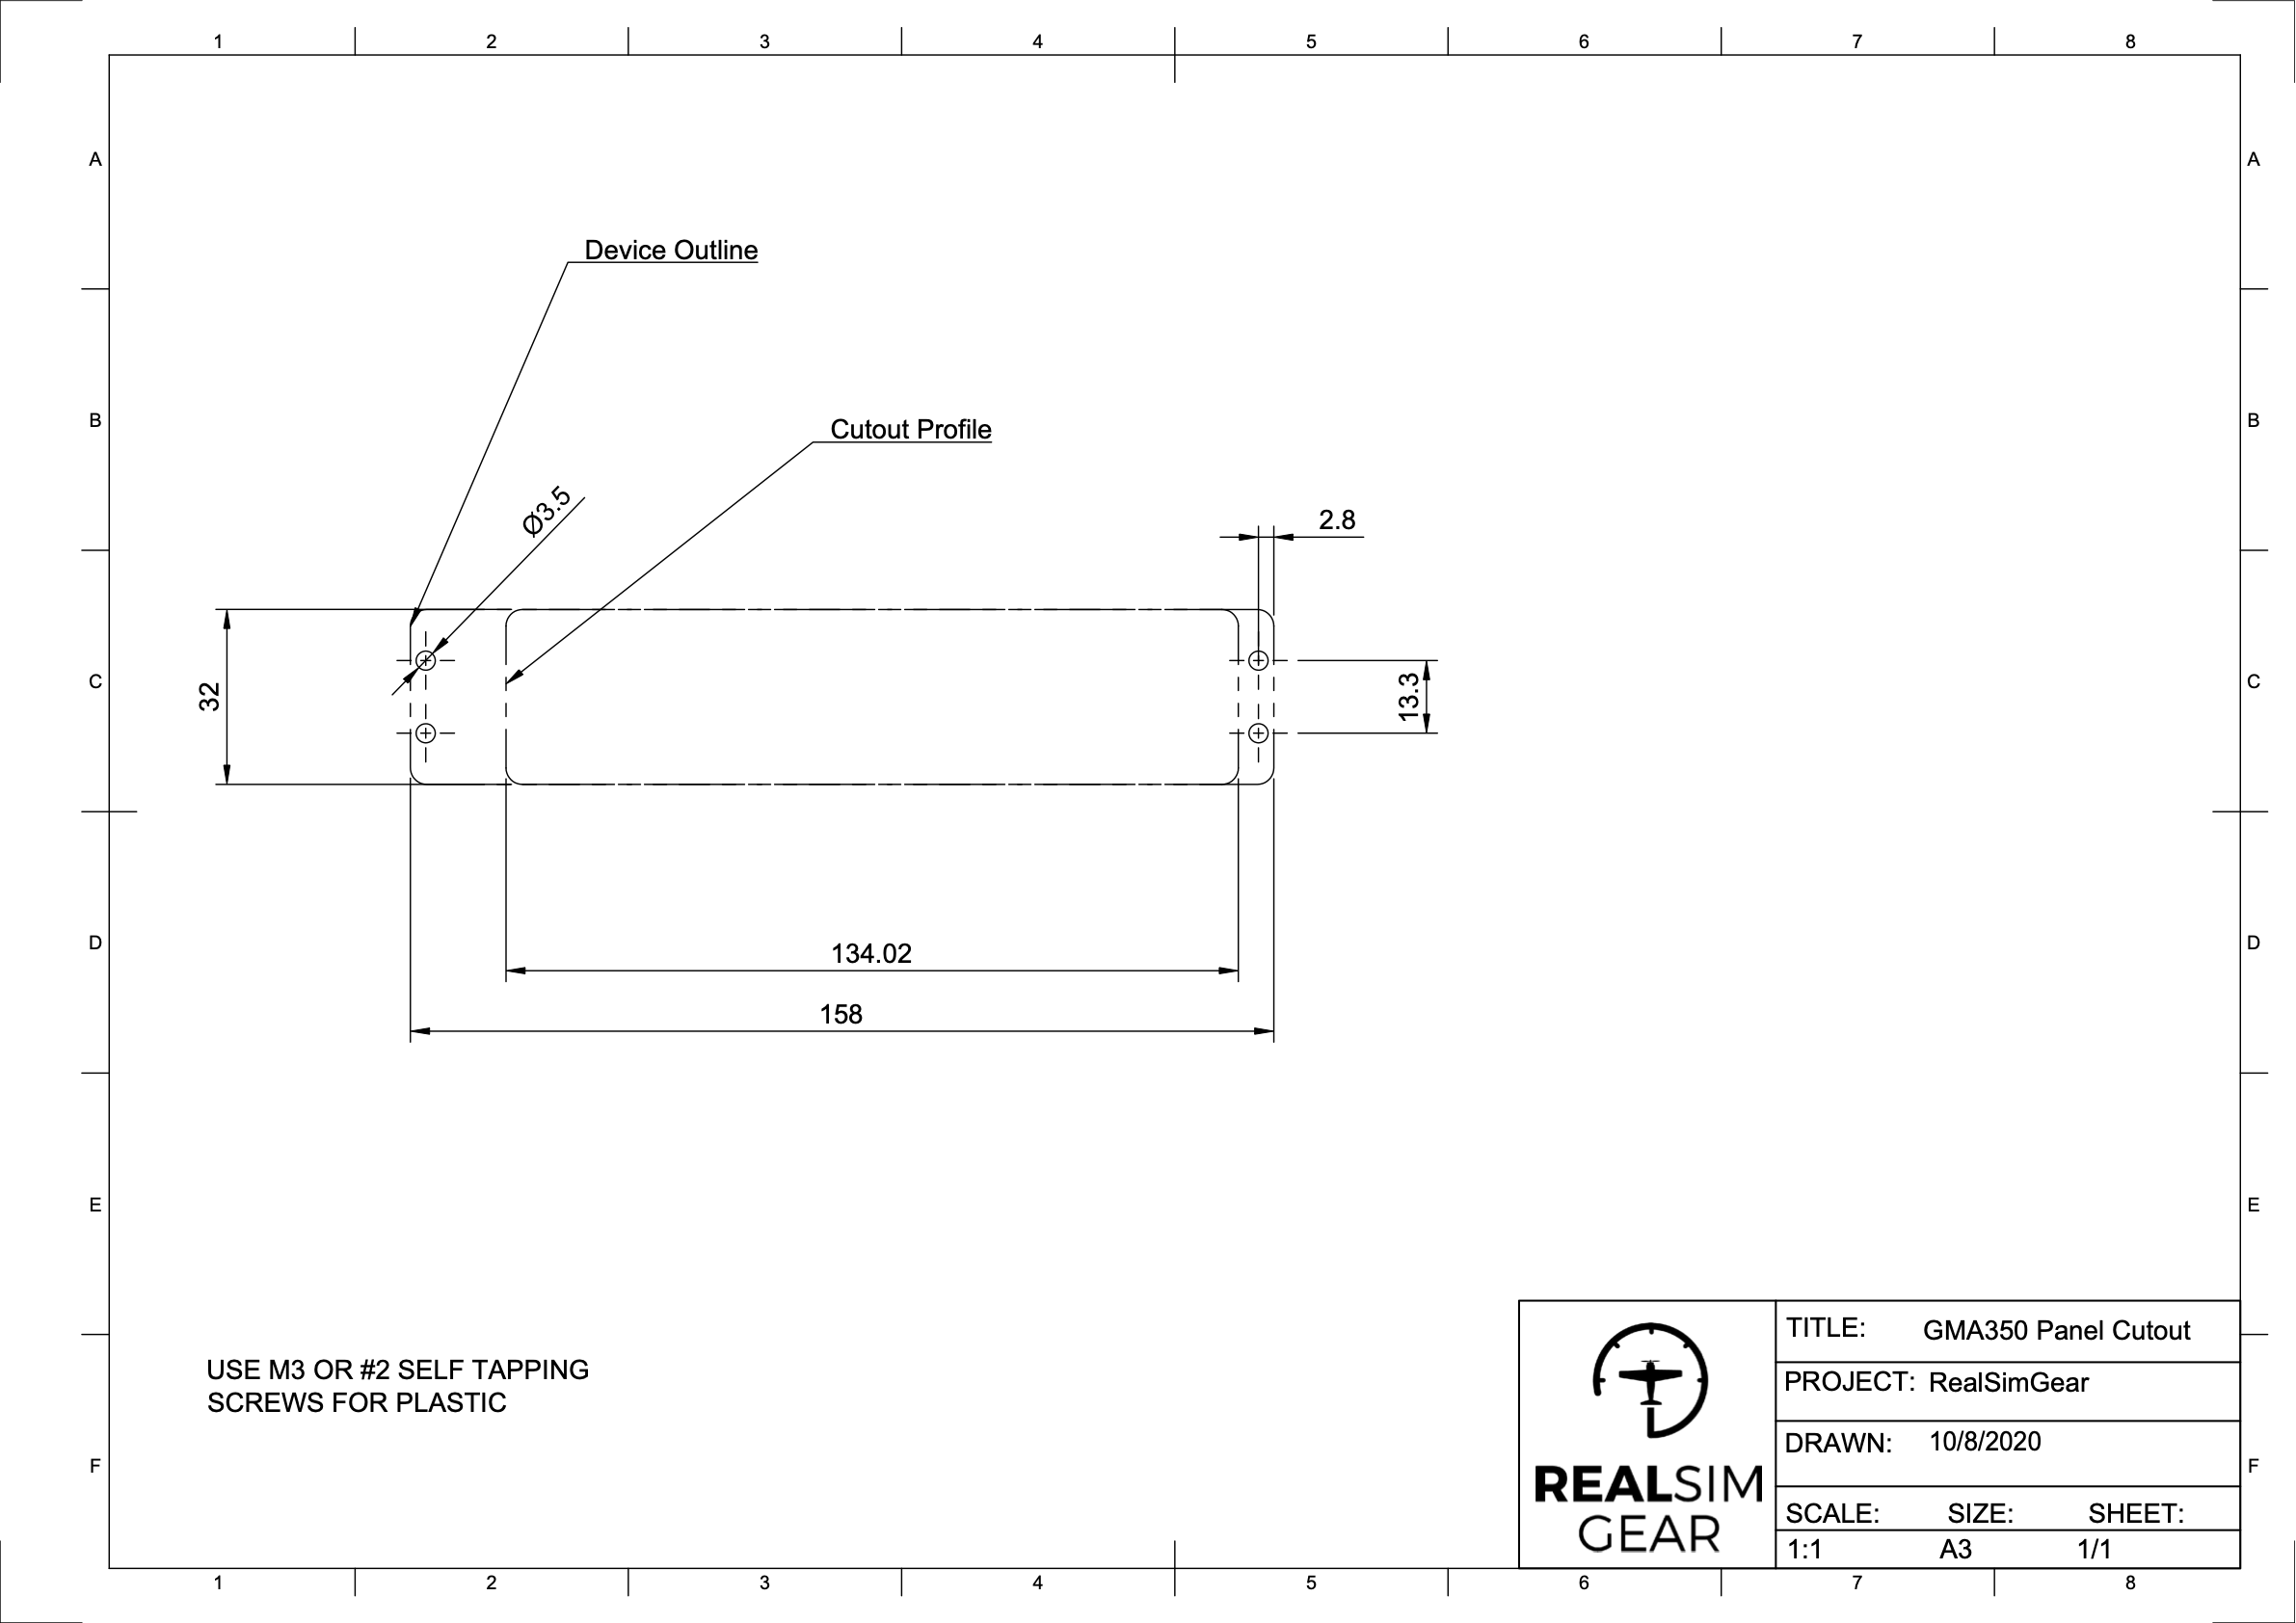 1 2 3 4 5 6 7 8
A A
Device Outline
B B
Cutout Profile
Ø3.5
2.8
32
C C
13.3
D D
134.02
158
E E
USE M3 OR #2 SELF TAPPING
SCREWS FOR PLASTIC
F F
REALSIM
GEAR
TITLE: GMA350 Panel Cutout
PROJECT: RealSimGear
DRAWN: 10/8/2020
SCALE: SIZE: SHEET:
1:1 A3 1/1
1 2 3 4 5 6 7 8